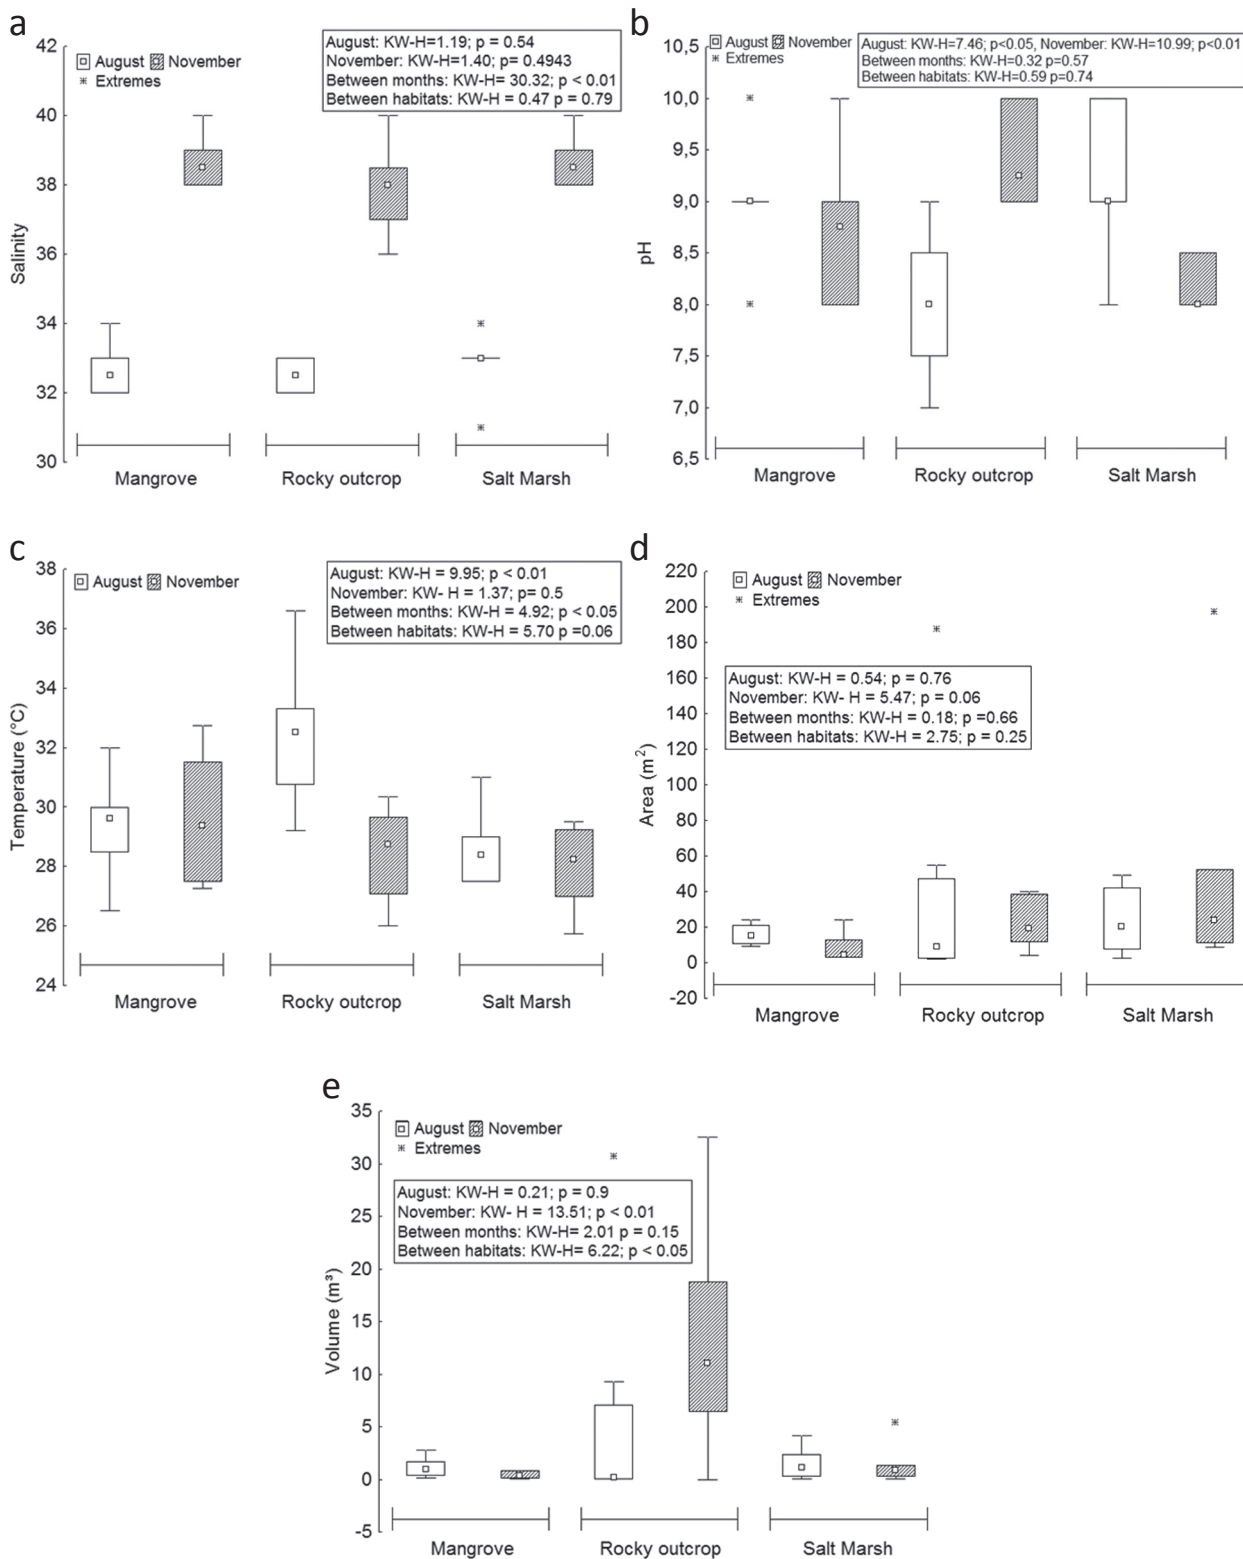 a
42
40
38
36
34
32
30
Salinity
August November
Extremes
August: KW-H=1.19; p = 0.54
November: KW-H=1.40; p= 0.4943
Between months: KW-H= 30.32; p < 0.01
Between habitats: KW-H = 0.47 p = 0.79
Mangrove Rocky outcrop Salt Marsh
b
10,5
10,0
9,5
9,0
8,5
8,0
7,5
7,0
6,5
pH
August November
Extremes
August: KW-H=7.46; p<0.05, November: KW-H=10.99; p<0.01
Between months: KW-H=0.32 p=0.57
Between habitats: KW-H=0.59 p=0.74
Mangrove Rocky outcrop Salt Marsh
c
38
36
34
32
30
28
26
24
Temperature (°C)
August November
August: KW-H = 9.95; p < 0.01
November: KW- H = 1.37; p= 0.5
Between months: KW-H = 4.92; p < 0.05
Between habitats: KW-H = 5.70 p =0.06
Mangrove Rocky outcrop Salt Marsh
d
220
200
180
160
140
120
100
80
60
40
20
0
-20
Area (m²)
August November
Extremes
August: KW-H = 0.54; p = 0.76
November: KW- H = 5.47; p = 0.06
Between months: KW-H = 0.18; p =0.66
Between habitats: KW-H = 2.75; p = 0.25
Mangrove Rocky outcrop Salt Marsh
e
35
30
25
20
15
10
5
0
-5
Volume (m³)
August November
Extremes
August: KW-H = 0.21; p = 0.9
November: KW- H = 13.51; p < 0.01
Between months: KW-H= 2.01 p = 0.15
Between habitats: KW-H= 6.22; p < 0.05
Mangrove Rocky outcrop Salt Marsh